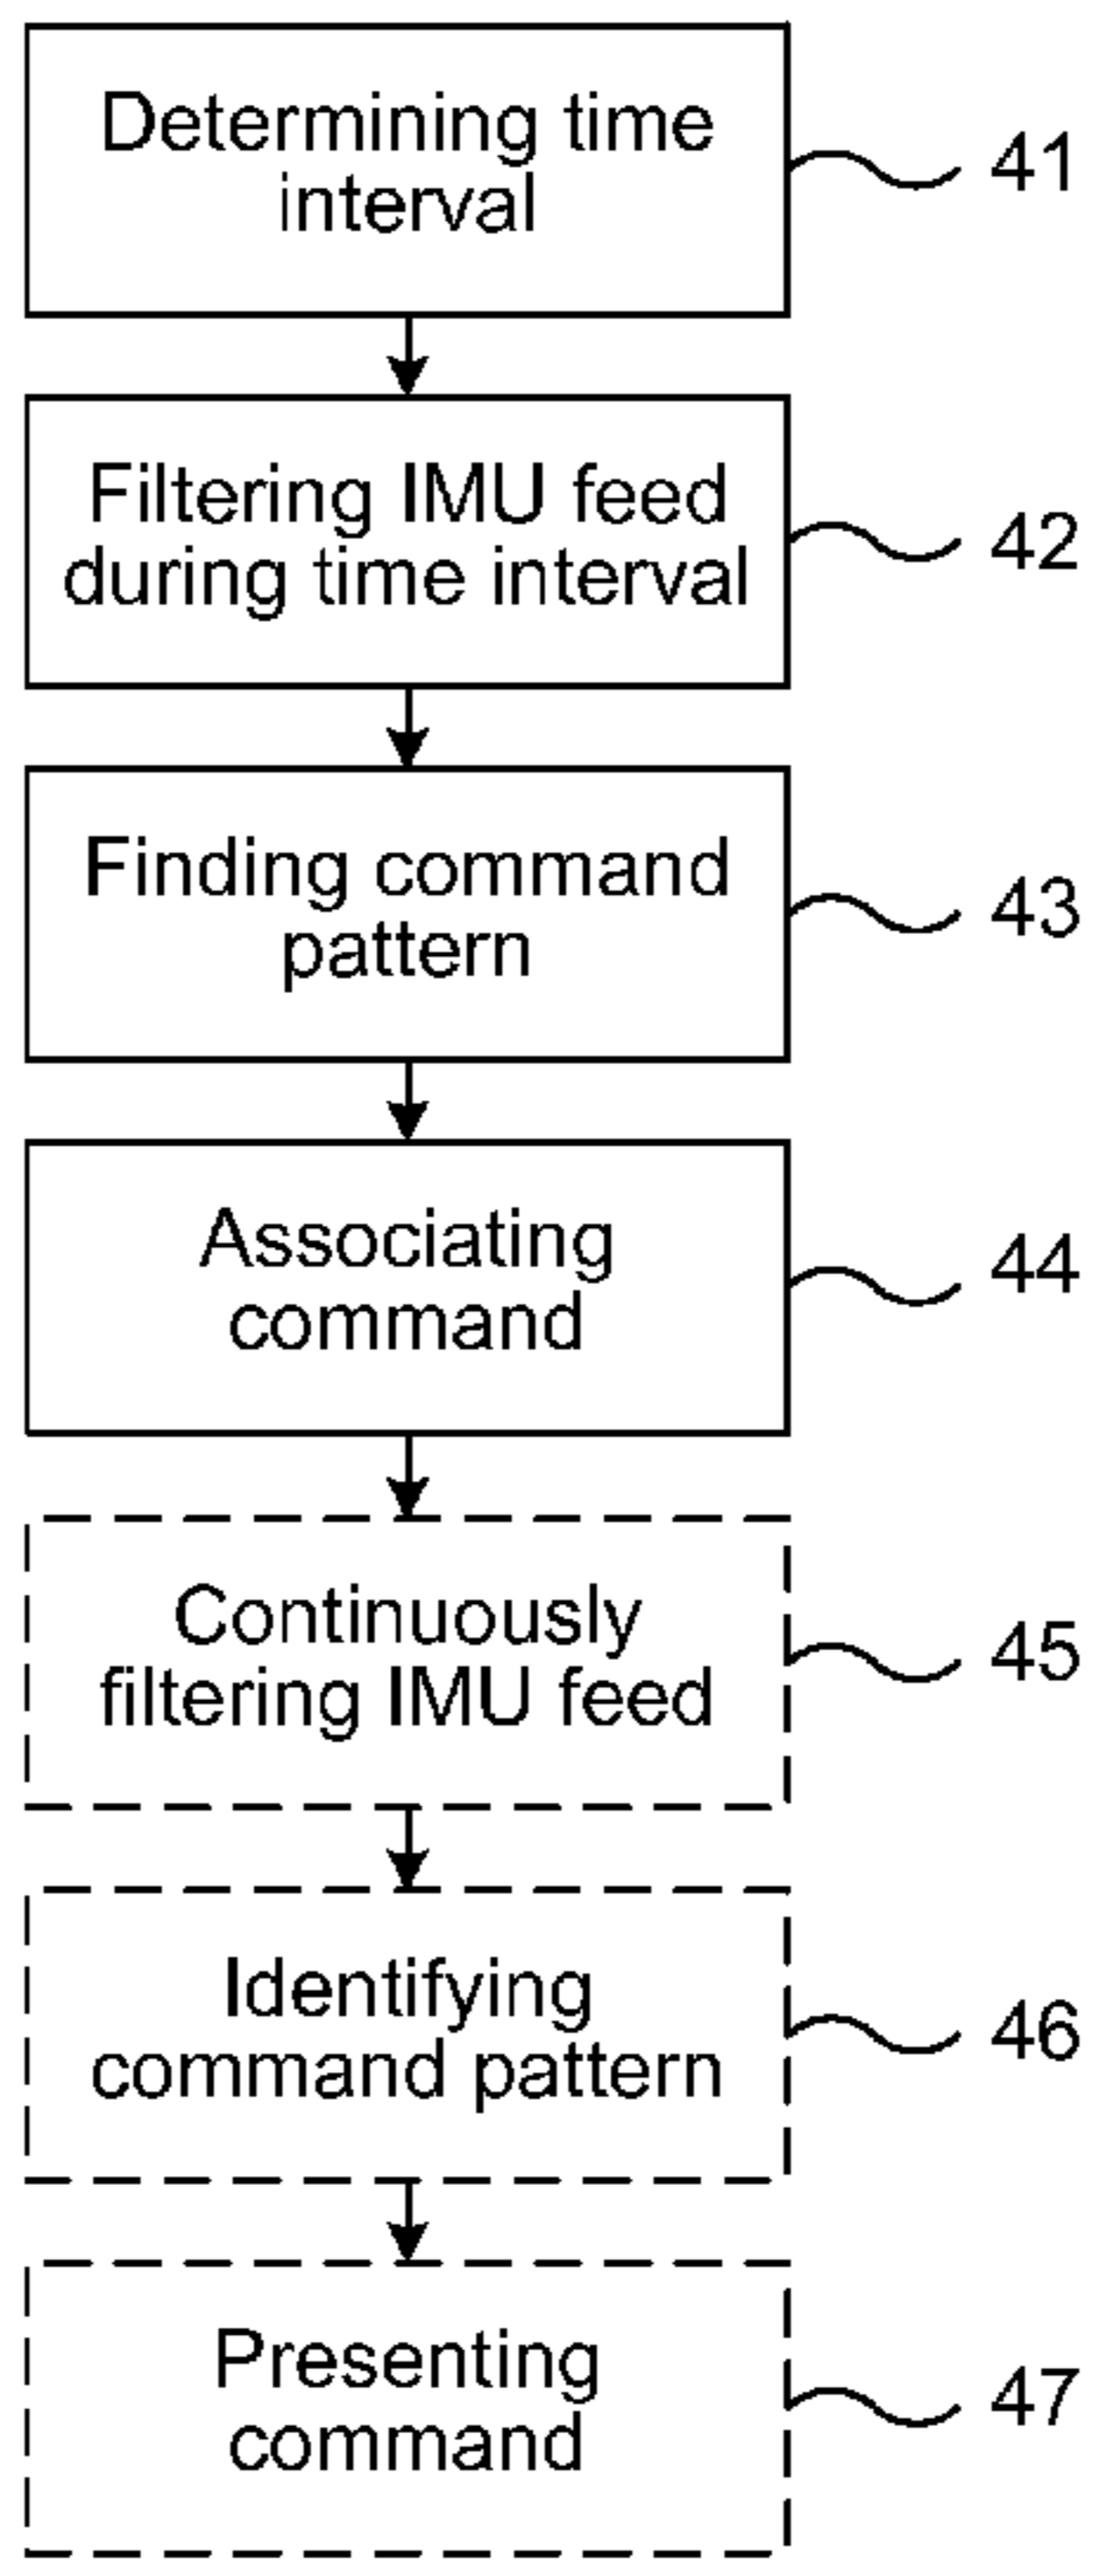 Determining time
interval
41
Filtering IMU feed
during time interval
42
Finding command
pattern
43
Associating
command
44
Continuously
filtering IMU feed
45
Identifying
command pattern
46
Presenting
command
47